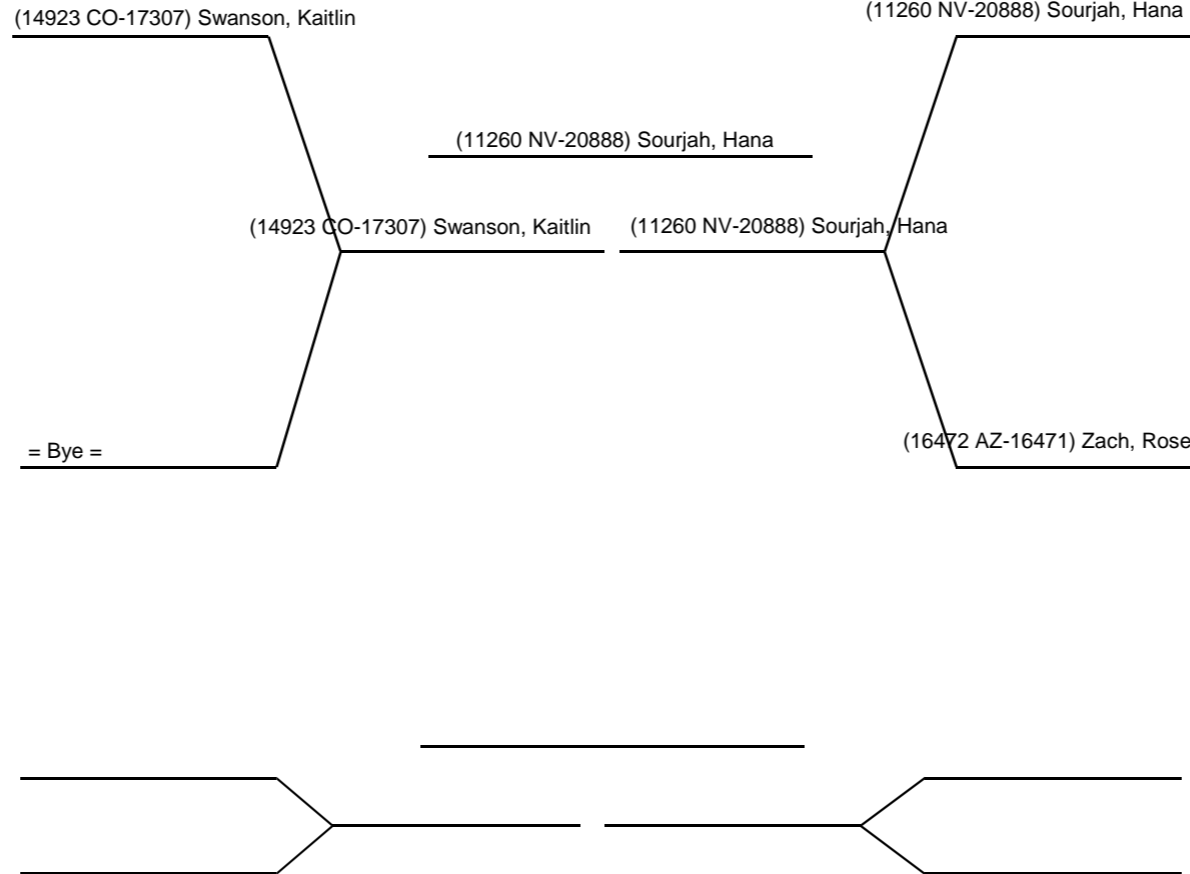 (14923 CO-17307) Swanson, Kaitlin
(11260 NV-20888) Sourjah, Hana
(11260 NV-20888) Sourjah, Hana
(14923 CO-17307) Swanson, Kaitlin
(11260 NV-20888) Sourjah, Hana
= Bye =
(16472 AZ-16471) Zach, Rose